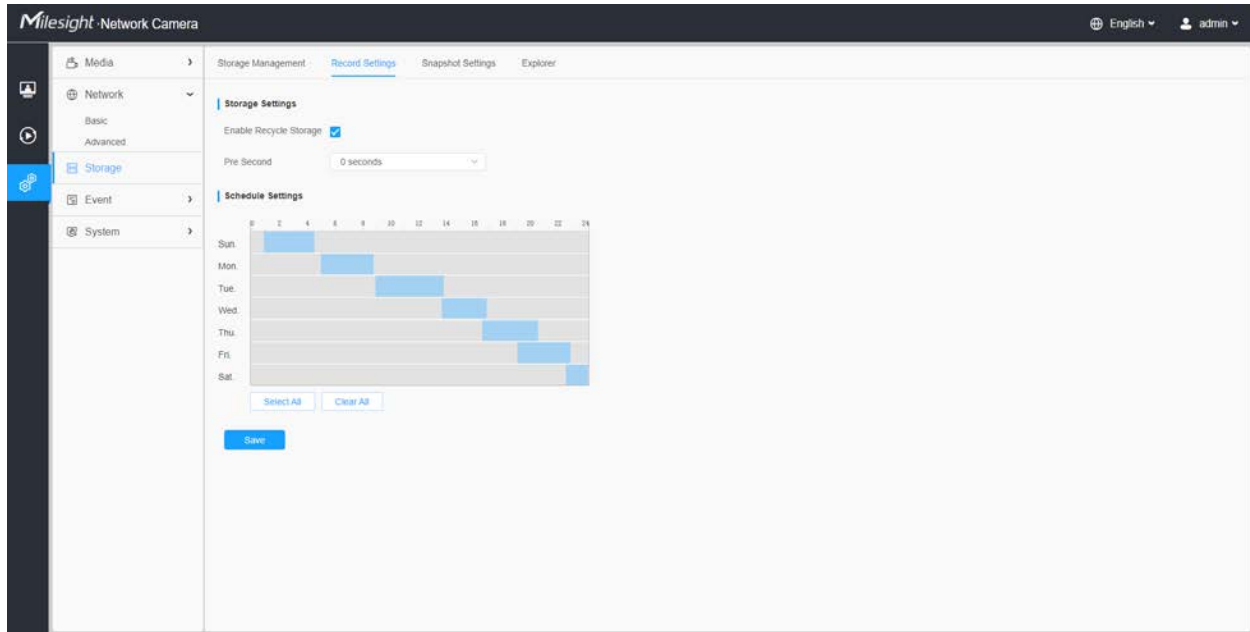 Milesight · Network Camera
English
admin
Media
Network
Basic
Advanced
Storage
Event
System
Storage Management Record Settings Snapshot Settings Explorer
Storage Settings
Enable Recycle Storage
Pre Second 0 seconds
Schedule Settings
0 2 4 6 8 10 12 14 16 18 20 22 24
Sun.
Mon.
Tue.
Wed.
Thu.
Fri.
Sat.
Select All Clear All
Save